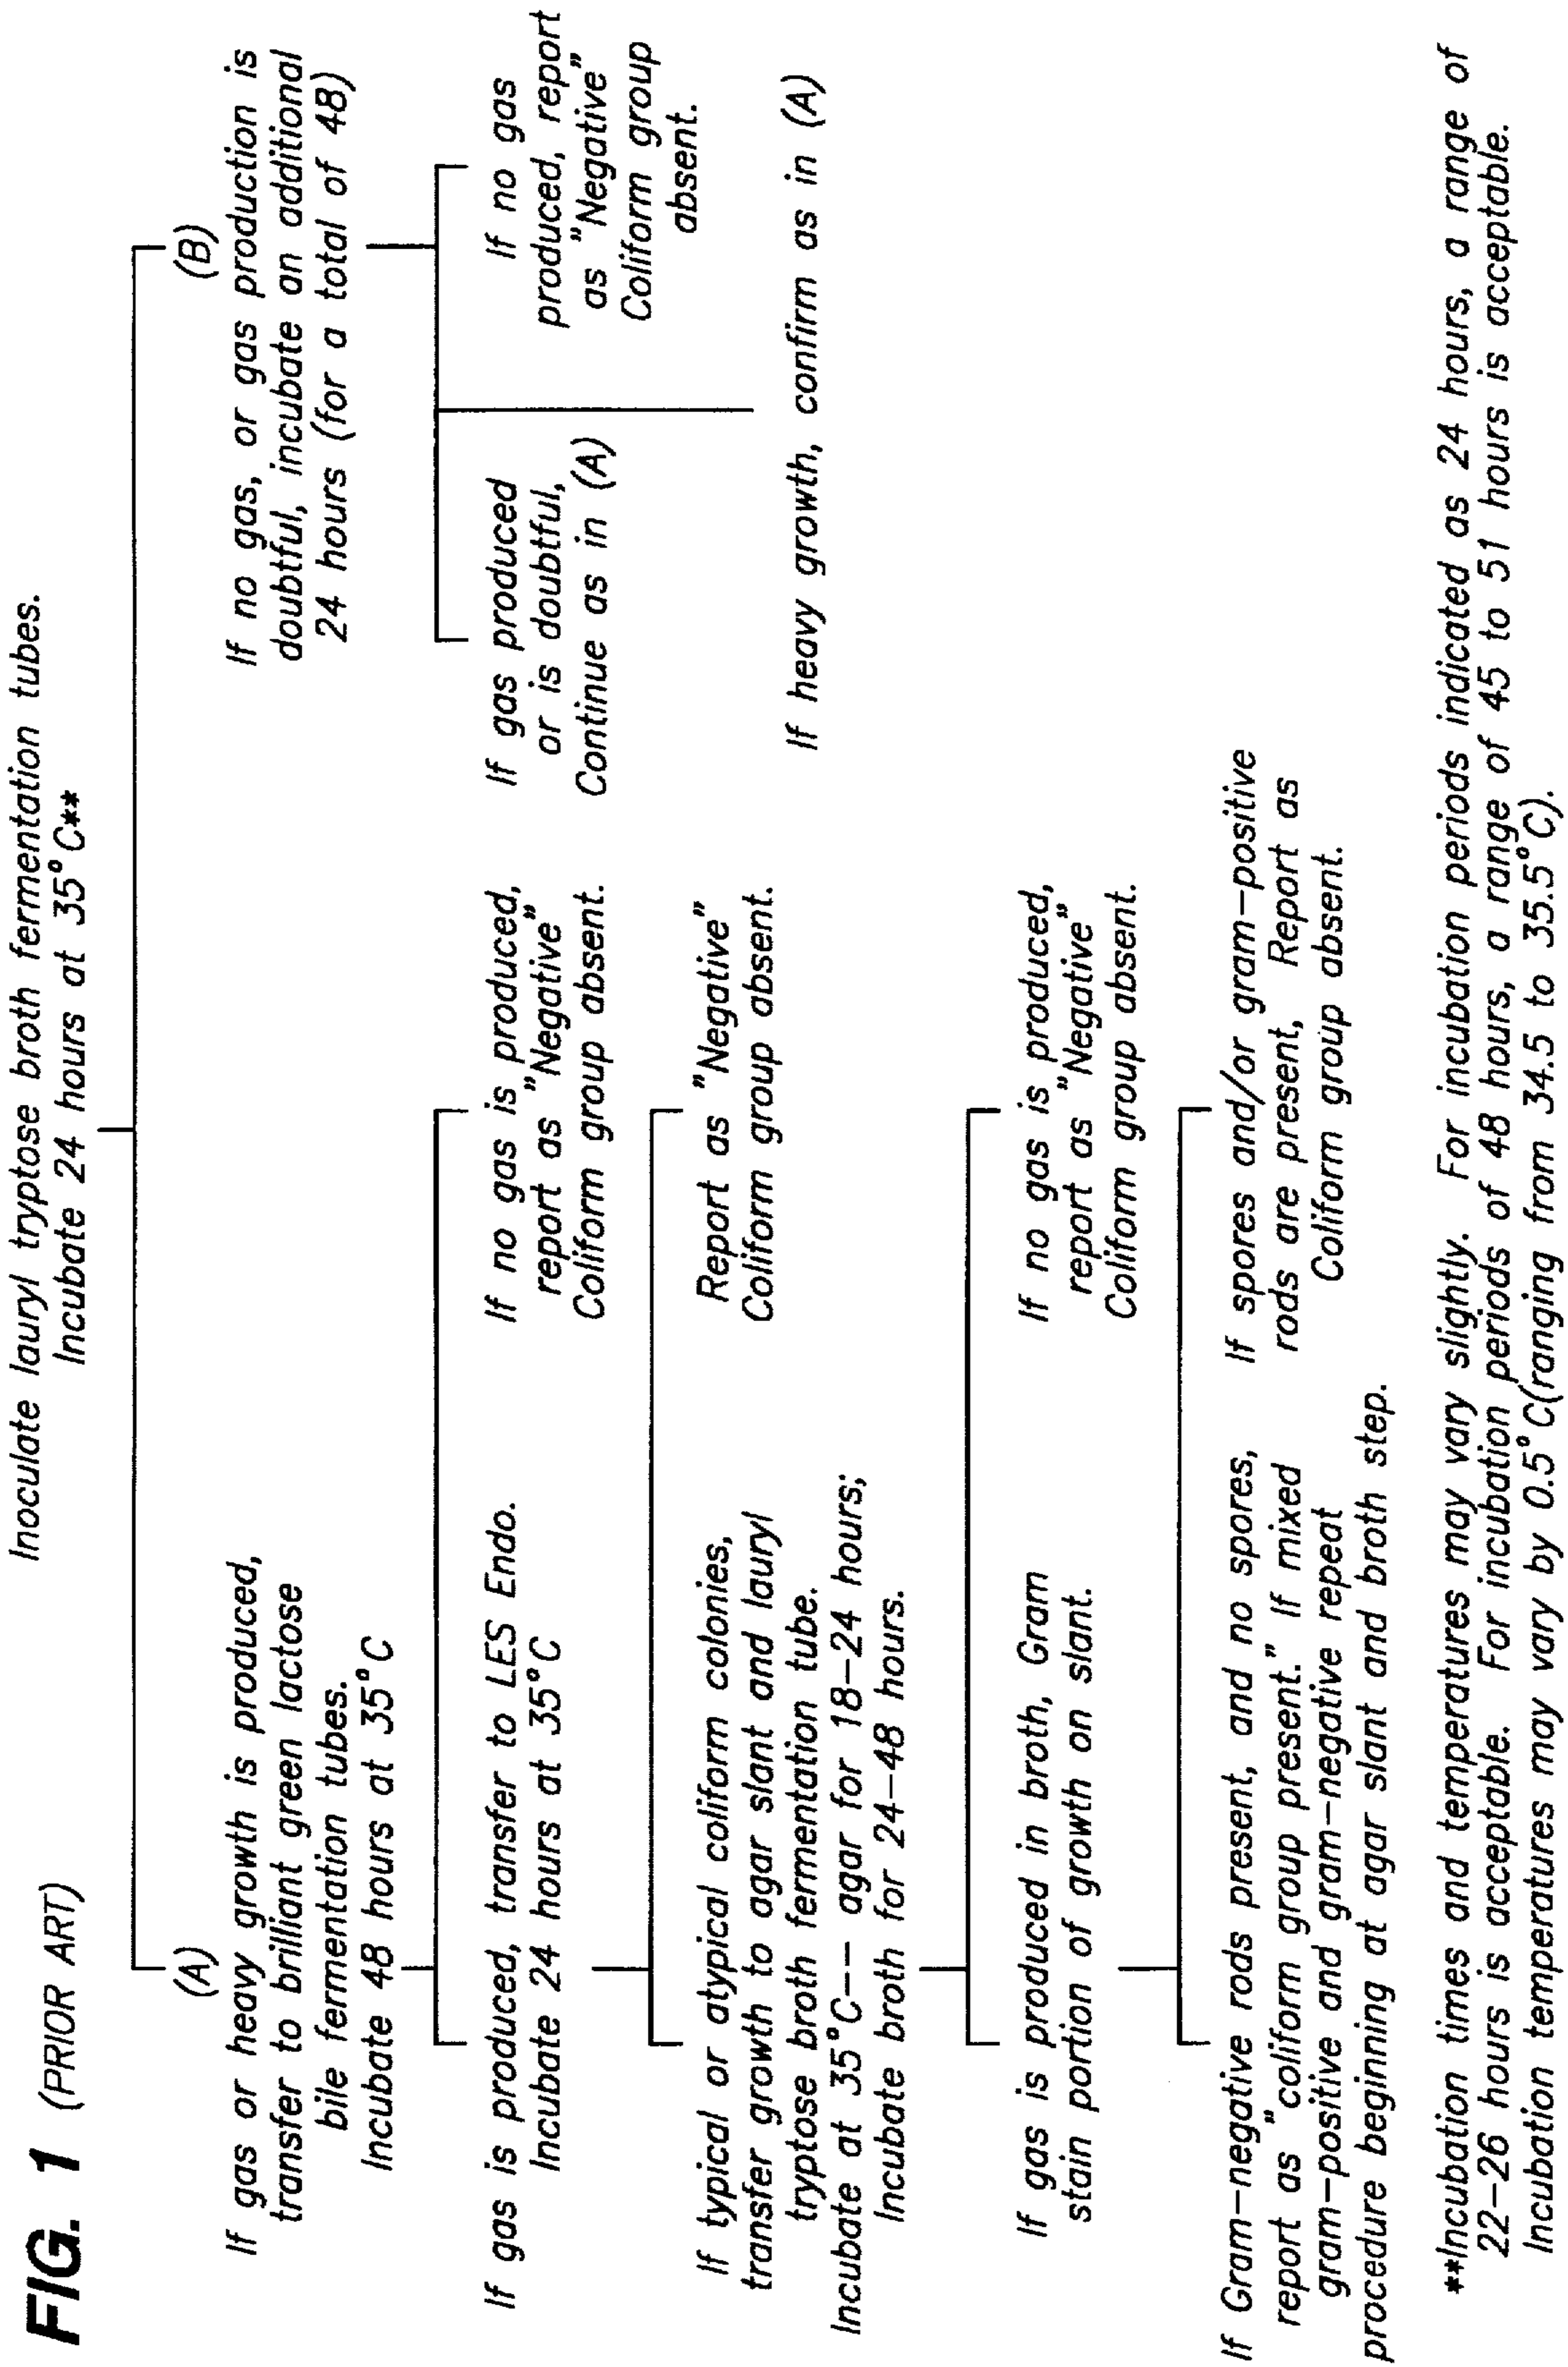 FIG. 1 (PRIOR ART)
Inoculate lauryl tryptose broth fermentation tubes.
Incubate 24 hours at 35°C**
(A)
If gas or heavy growth is produced,
transfer to brilliant green lactose
bile fermentation tubes.
Incubate 48 hours at 35°C
(B)
If no gas, or gas production is
doubtful, incubate an additional
24 hours (for a total of 48)
If gas is produced, transfer to LES Endo.
Incubate 24 hours at 35°C
If no gas is produced,
report as "Negative"
Coliform group absent.
If gas produced
or is doubtful,
Continue as in (A)
If no gas
produced, report
as "Negative"
Coliform group
absent.
If heavy growth, confirm as in (A)
If typical or atypical coliform colonies,
transfer growth to agar slant and lauryl
tryptose broth fermentation tube.
Incubate at 35°C-- agar for 18-24 hours;
Incubate broth for 24-48 hours.
Report as "Negative"
Coliform group absent.
If gas is produced in broth, Gram
stain portion of growth on slant.
If no gas is produced,
report as "Negative"
Coliform group absent.
If Gram-negative rods present, and no spores,
report as "coliform group present." If mixed
gram-positive and gram-negative repeat
procedure beginning at agar slant and broth step.
If spores and/or gram-positive
rods are present, Report as
Coliform group absent.
**Incubation times and temperatures may vary slightly. For incubation periods indicated as 24 hours, a range of
22-26 hours is acceptable. For incubation periods of 48 hours, a range of 45 to 51 hours is acceptable.
Incubation temperatures may vary by 0.5°C(ranging from 34.5 to 35.5°C).